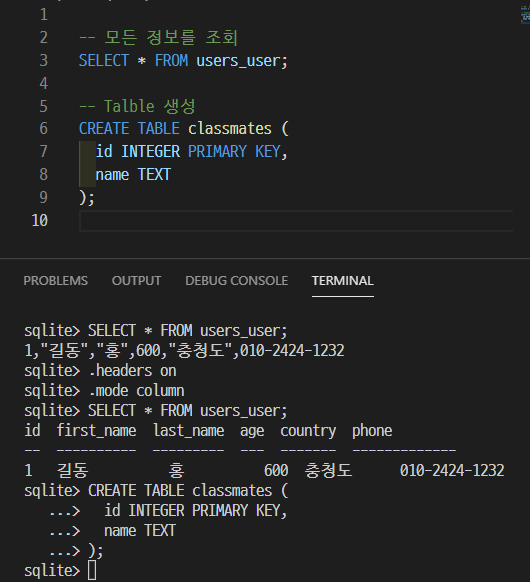 1
2 -- 모든 정보를 조회
3 SELECT * FROM users_user;
4
5 -- Talble 생성
6 CREATE TABLE classmates (
7 id INTEGER PRIMARY KEY,
8 name TEXT
9 );
10
PROBLEMS OUTPUT DEBUG CONSOLE TERMINAL
sqlite> SELECT * FROM users_user;
1,"길동","홍",600,"충청도",010-2424-1232
sqlite> .headers on
sqlite> .mode column
sqlite> SELECT * FROM users_user;
id first_name last_name age country phone
-- ---------- --------- --- ------- -------------
1 길동 홍 600 충청도 010-2424-1232
sqlite> CREATE TABLE classmates (
...> id INTEGER PRIMARY KEY,
...> name TEXT
...> );
sqlite>